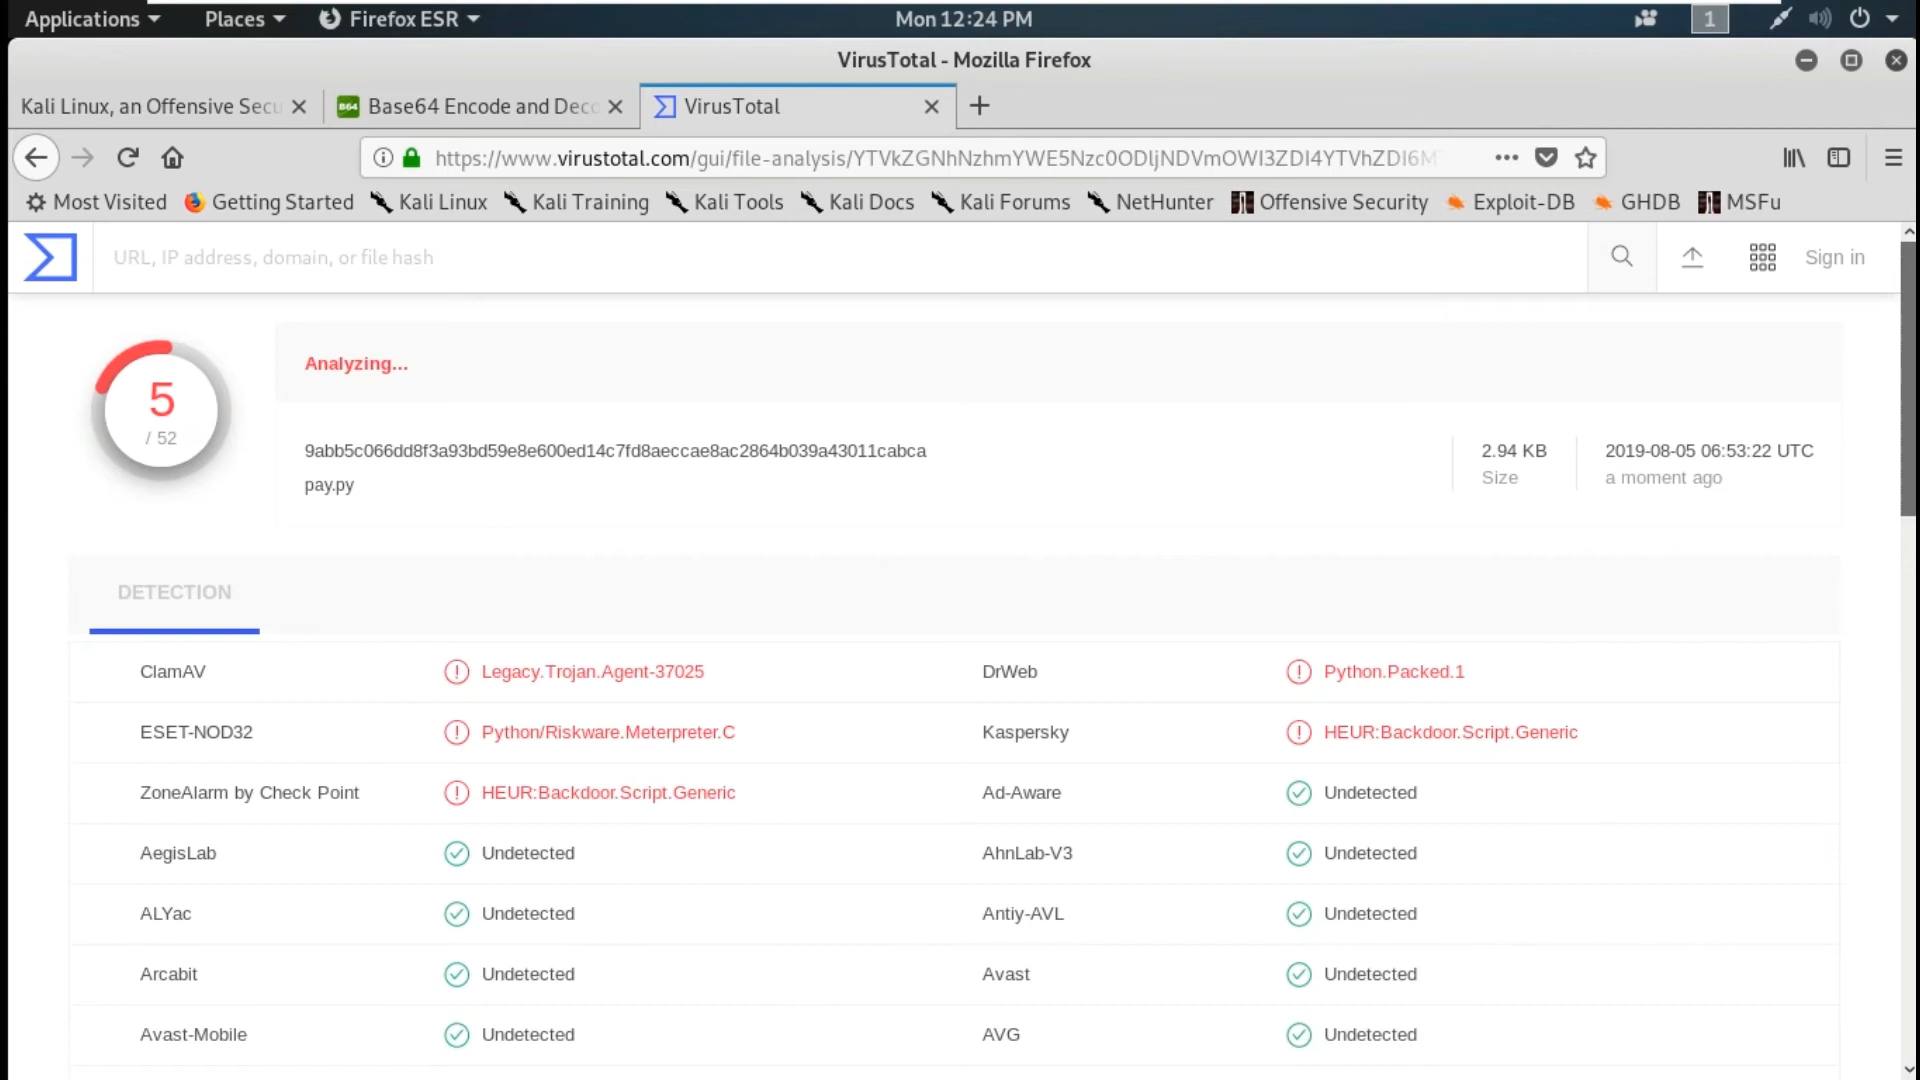 Applications Places Firefox ESR Mon 12:24 PM 1
VirusTotal - Mozilla Firefox
Kali Linux, an Offensive Secu Base64 Encode and Deco VirusTotal
https://www.virustotal.com/gui/file-analysis/YTVkZGNhNzhmYWE5Nzc0ODljNDVmOWI3ZDI4YTVhZDI6M
Most Visited Getting Started Kali Linux Kali Training Kali Tools Kali Docs Kali Forums NetHunter Offensive Security Exploit-DB GHDB MSFu
URL, IP address, domain, or file hash Sign in
5
/ 52
Analyzing...
9abb5c066dd8f3a93bd59e8e600ed14c7fd8aeccae8ac2864b039a43011cabca 2.94 KB 2019-08-05 06:53:22 UTC
pay.py Size a moment ago
DETECTION
ClamAV Legacy.Trojan.Agent-37025 DrWeb Python.Packed.1
ESET-NOD32 Python/Riskware.Meterpreter.C Kaspersky HEUR:Backdoor.Script.Generic
ZoneAlarm by Check Point HEUR:Backdoor.Script.Generic Ad-Aware Undetected
AegisLab Undetected AhnLab-V3 Undetected
ALYac Undetected Antiy-AVL Undetected
Arcabit Undetected Avast Undetected
Avast-Mobile Undetected AVG Undetected